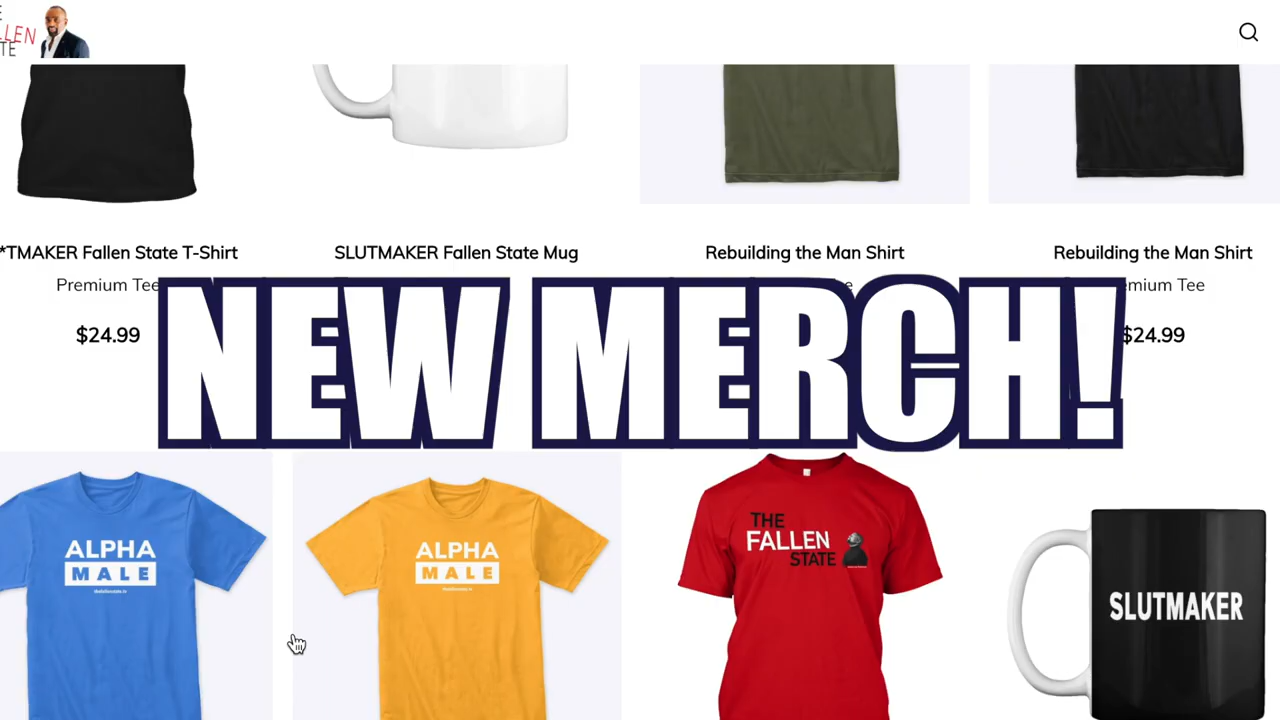 E
LLEN
TE
*TMAKER Fallen State T-Shirt
SLUTMAKER Fallen State Mug
Rebuilding the Man Shirt
Rebuilding the Man Shirt
Premium Tee
emium Tee
$24.99
$24.99
NEW MERCH!
ALPHA
MALE
ALPHA
MALE
THE
FALLEN
STATE
SLUTMAKER